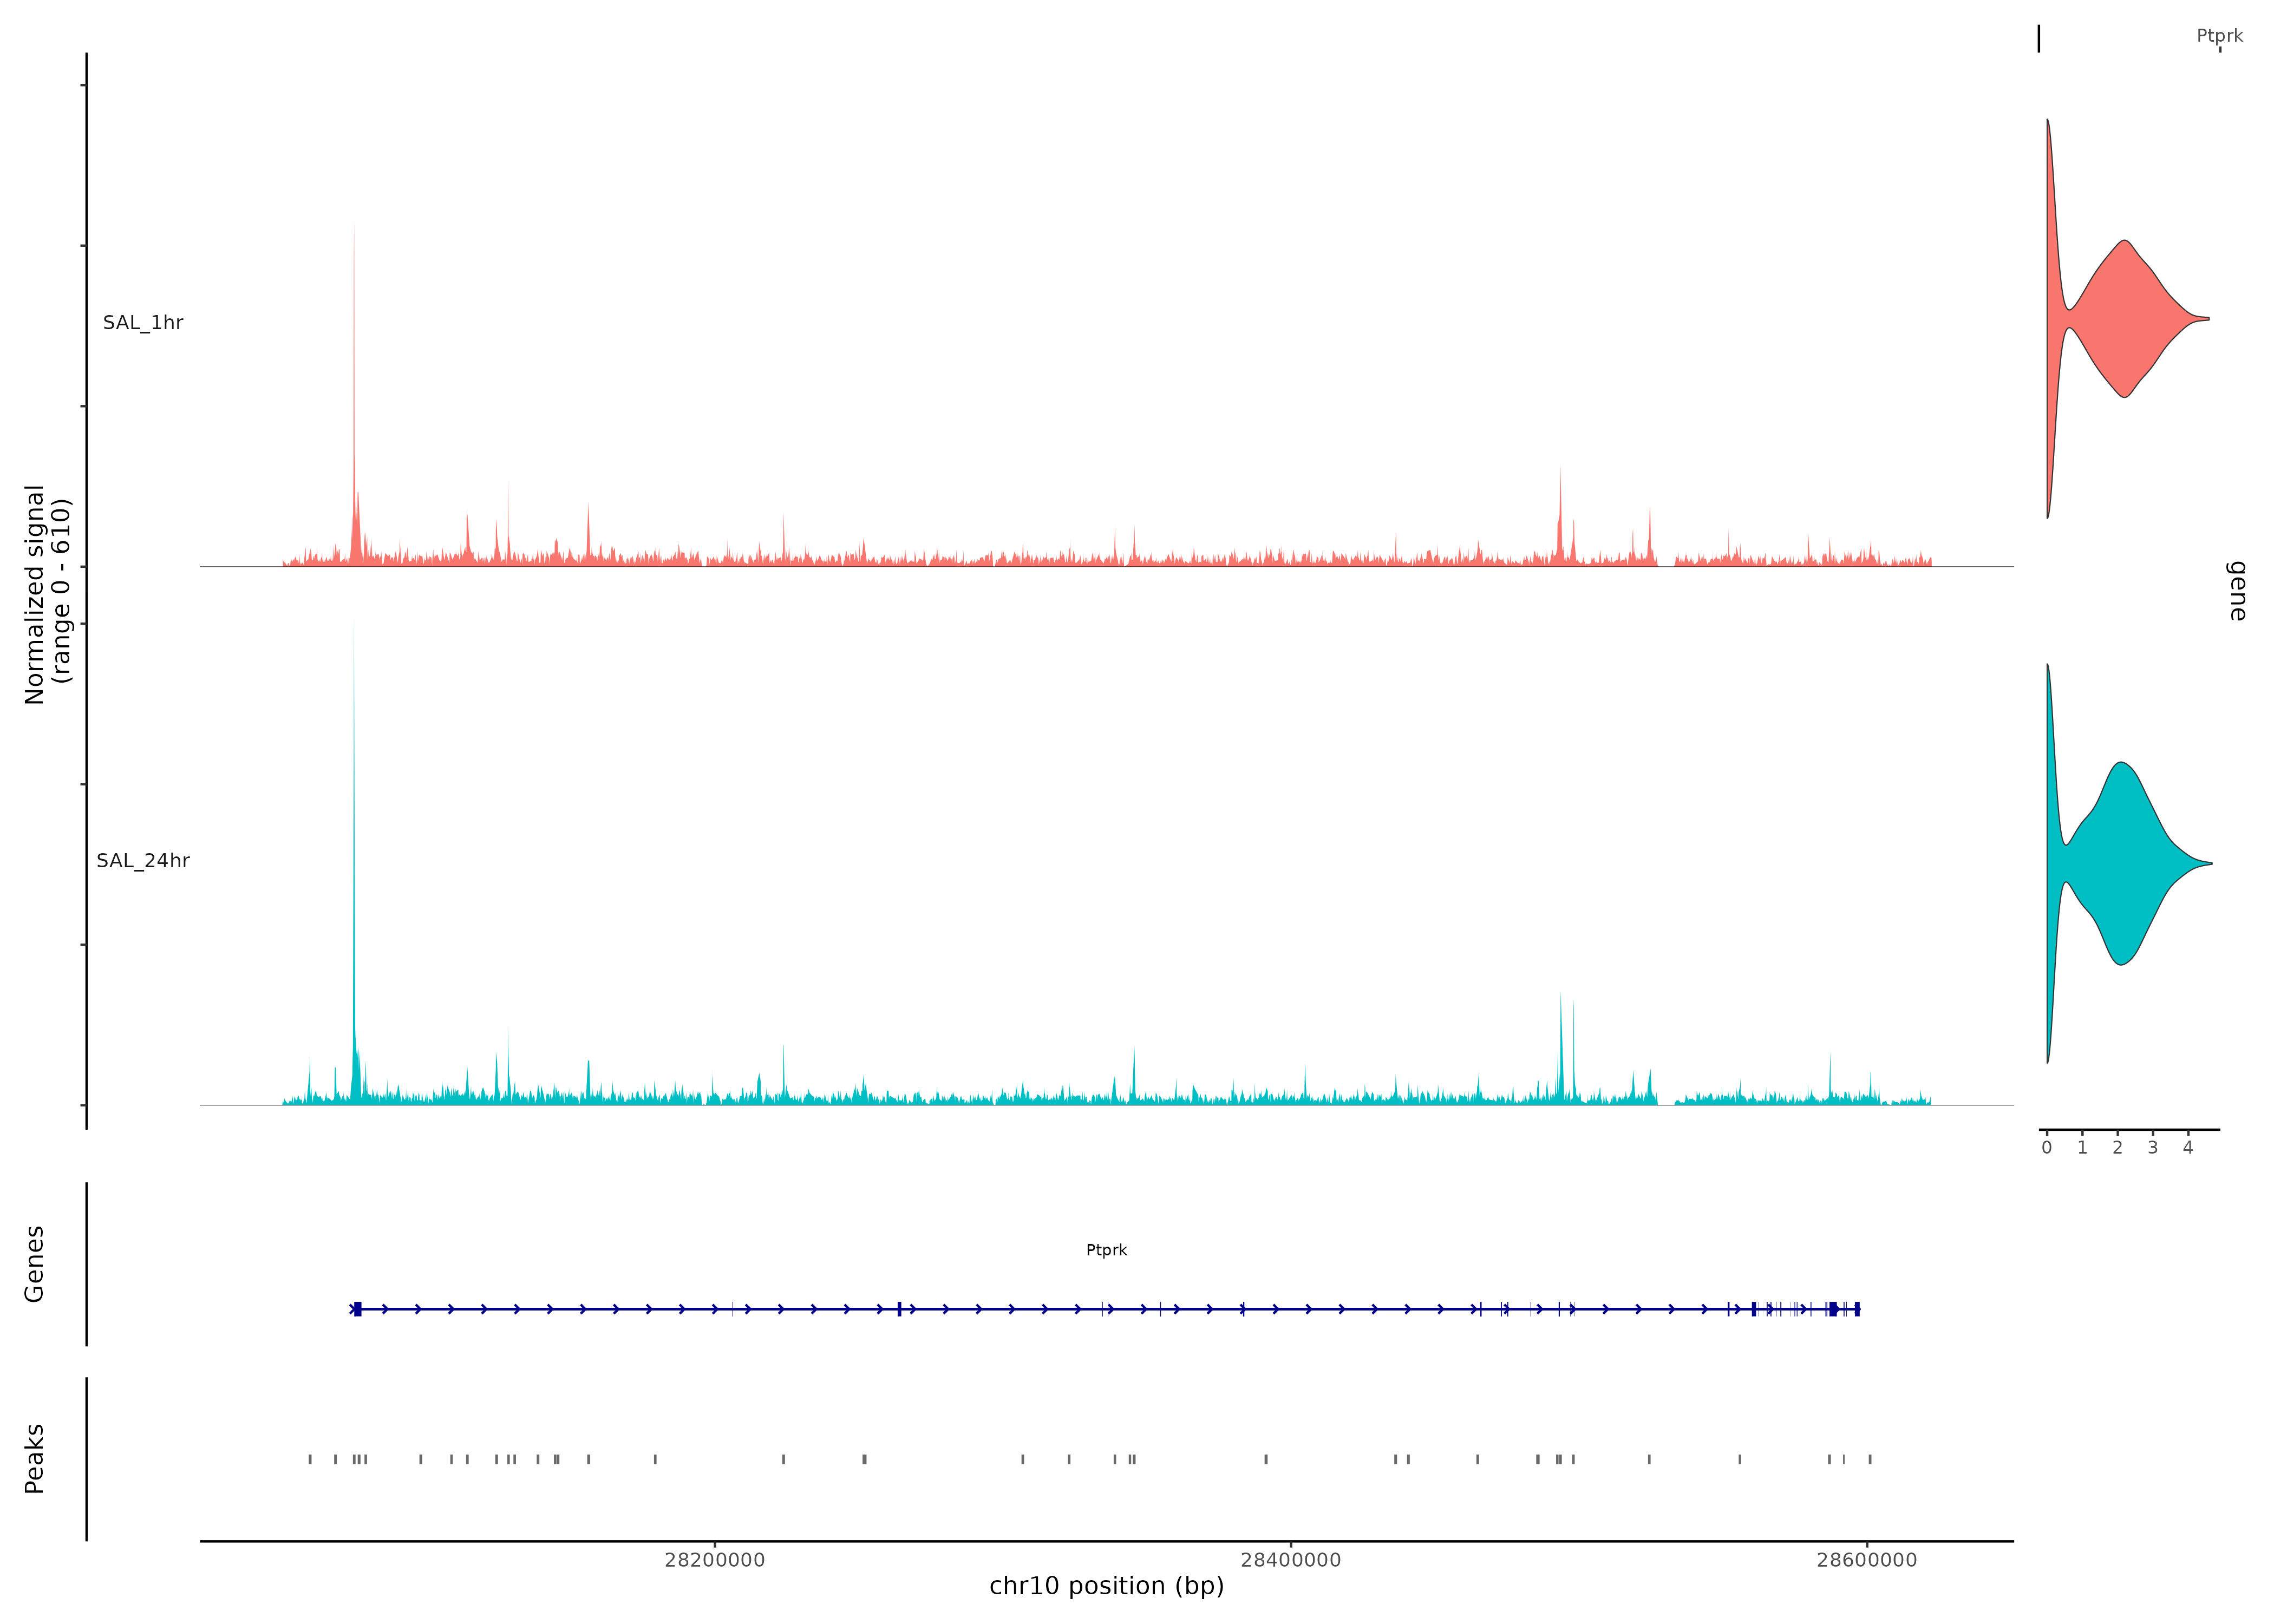 Ptprk
SAL_1hr
Normalized signal
(range 0 - 610)
gene
SAL_24hr
0 1 2 3 4
Genes
Ptprk
Peaks
28200000 28400000 28600000
chr10 position (bp)